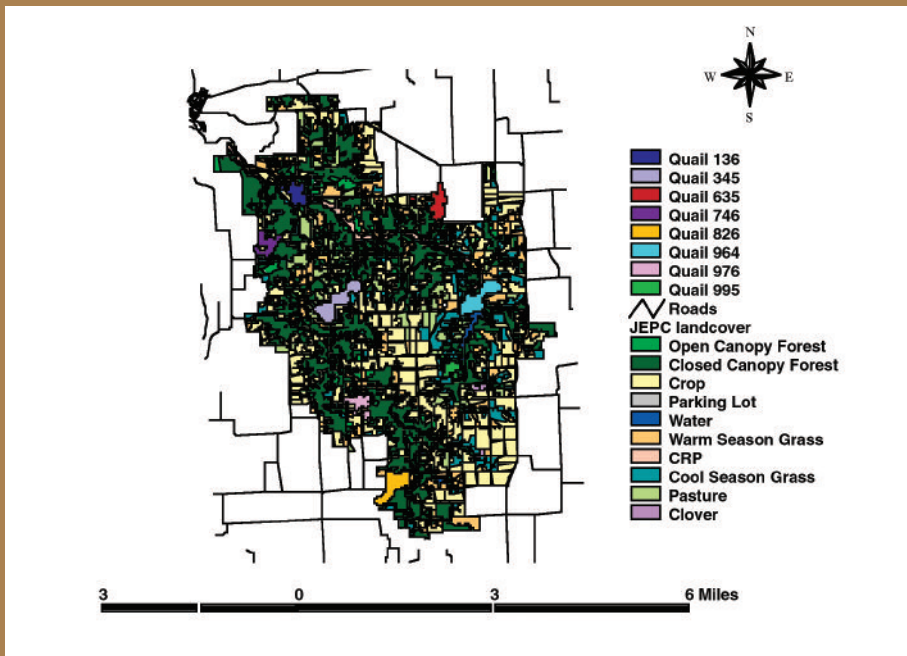 N
W E
S
Quail 136
Quail 345
Quail 635
Quail 746
Quail 826
Quail 964
Quail 976
Quail 995
Roads
JEPC landcover
Open Canopy Forest
Closed Canopy Forest
Crop
Parking Lot
Water
Warm Season Grass
CRP
Cool Season Grass
Pasture
Clover
3 0 3 6 Miles